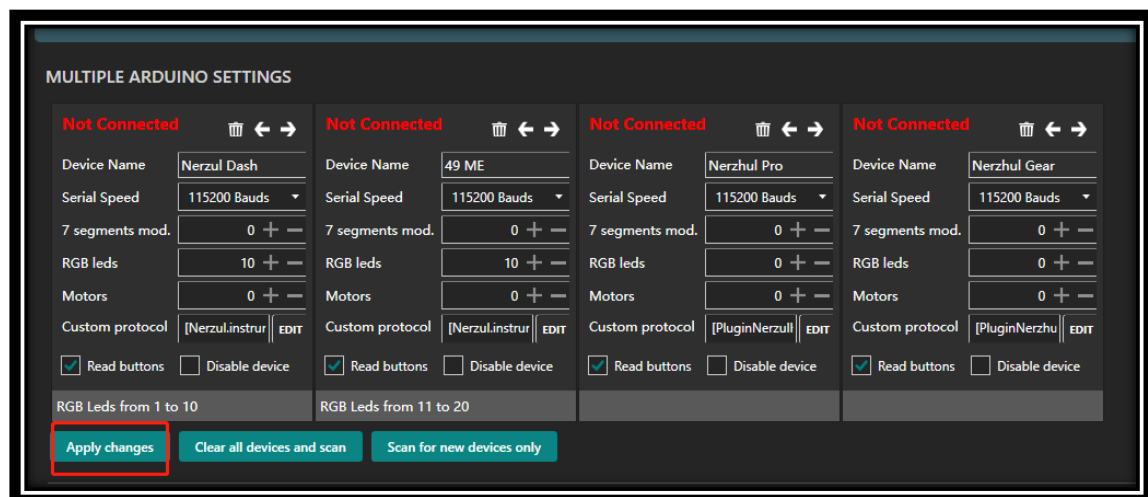 MULTIPLE ARDUINO SETTINGS
Not Connected Not Connected Not Connected Not Connected
Device Name Nerzul Dash Device Name 49 ME Device Name Nerzhul Pro Device Name Nerzhul Gear
Serial Speed 115200 Bauds Serial Speed 115200 Bauds Serial Speed 115200 Bauds Serial Speed 115200 Bauds
7 segments mod. 0 7 segments mod. 0 7 segments mod. 0 7 segments mod. 0
RGB leds 10 RGB leds 10 RGB leds 0 RGB leds 0
Motors 0 Motors 0 Motors 0 Motors 0
Custom protocol [Nerzul.instrur EDIT Custom protocol [Nerzul.instrur EDIT Custom protocol [PluginNerzulI EDIT Custom protocol [PluginNerzhu EDIT
Read buttons Disable device Read buttons Disable device Read buttons Disable device Read buttons Disable device
RGB Leds from 1 to 10 RGB Leds from 11 to 20
Apply changes Clear all devices and scan Scan for new devices only